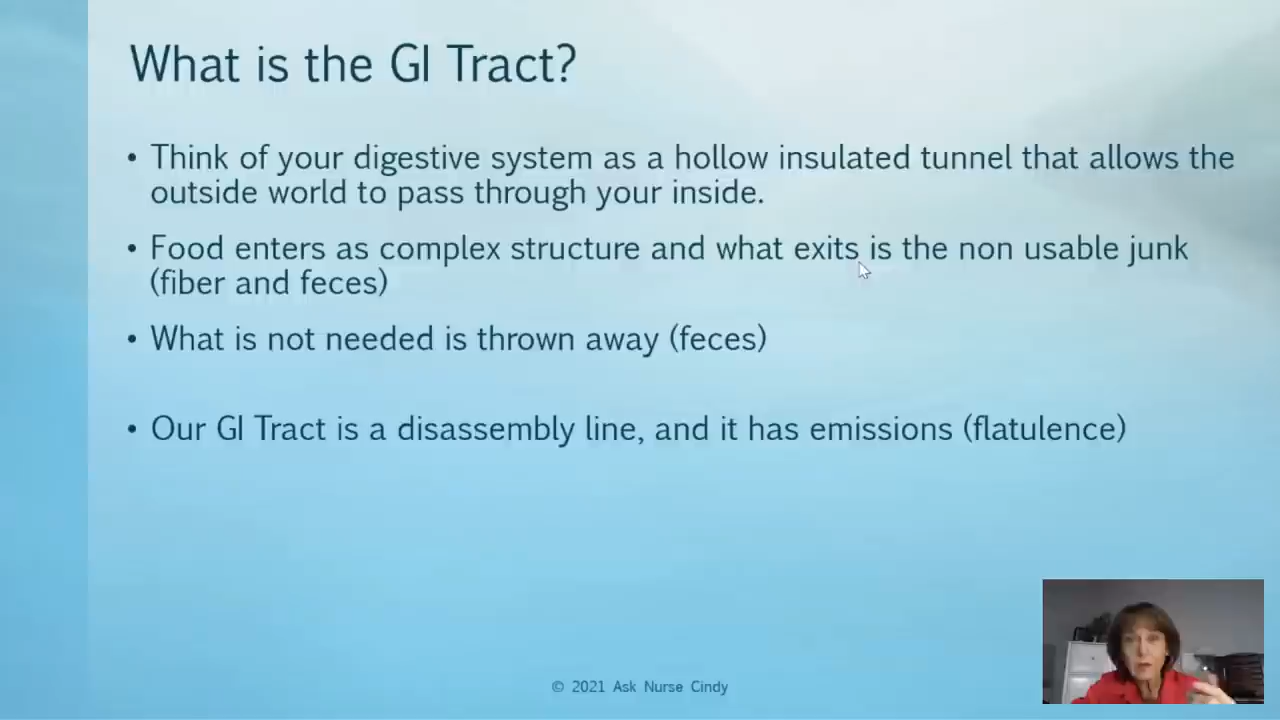 What is the GI Tract?
• Think of your digestive system as a hollow insulated tunnel that allows the
outside world to pass through your inside.
• Food enters as complex structure and what exits is the non usable junk
(fiber and feces)
• What is not needed is thrown away (feces)
• Our GI Tract is a disassembly line, and it has emissions (flatulence)
© 2021 Ask Nurse Cindy